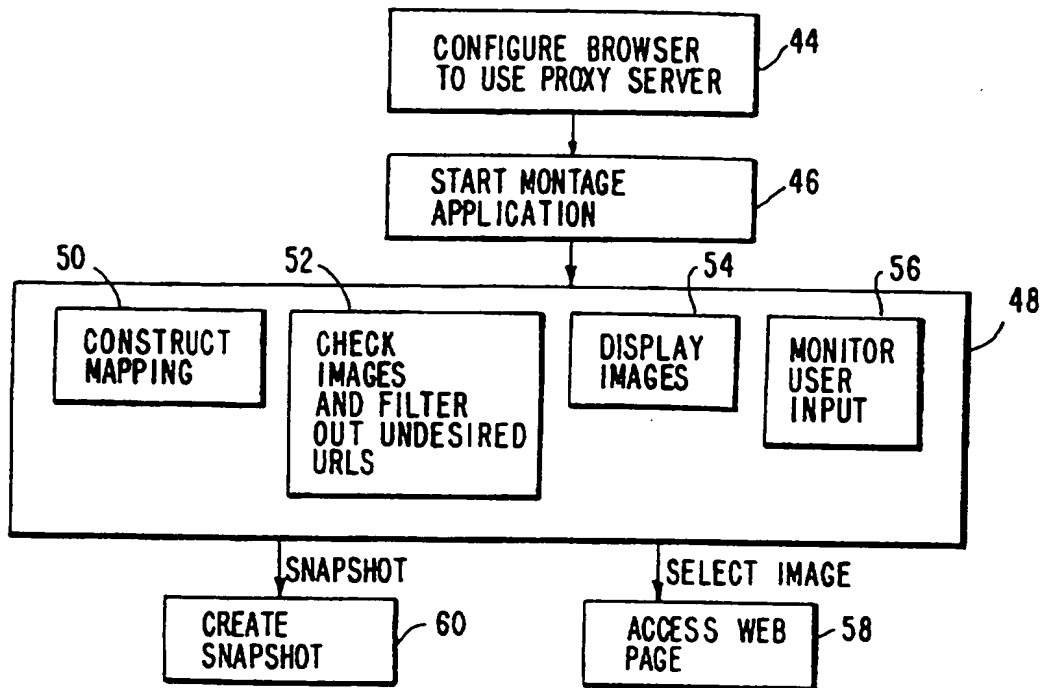 CONFIGURE BROWSER
TO USE PROXY SERVER
44
START MONTAGE
APPLICATION
46
50
52
54
56
48
CONSTRUCT
MAPPING
CHECK
IMAGES
AND FILTER
OUT UNDESIRED
URLS
DISPLAY
IMAGES
MONITOR
USER
INPUT
SNAPSHOT
SELECT IMAGE
CREATE
SNAPSHOT
60
ACCESS WEB
PAGE
58